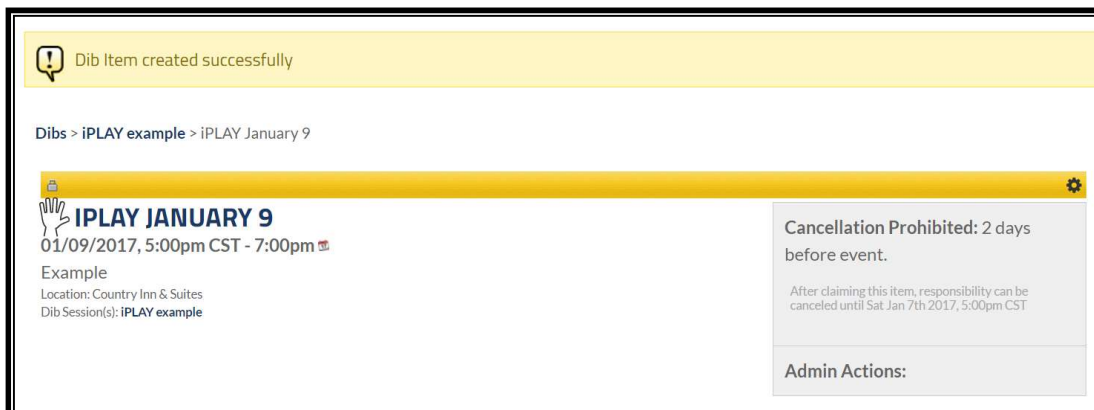 Dib Item created successfully
Dibs > iPLAY example > iPLAY January 9
IPLAY JANUARY 9
01/09/2017, 5:00pm CST - 7:00pm
Example
Location: Country Inn & Suites
Dib Session(s): iPLAY example
Cancellation Prohibited: 2 days
before event.
After claiming this item, responsibility can be
canceled until Sat Jan 7th 2017, 5:00pm CST
Admin Actions: